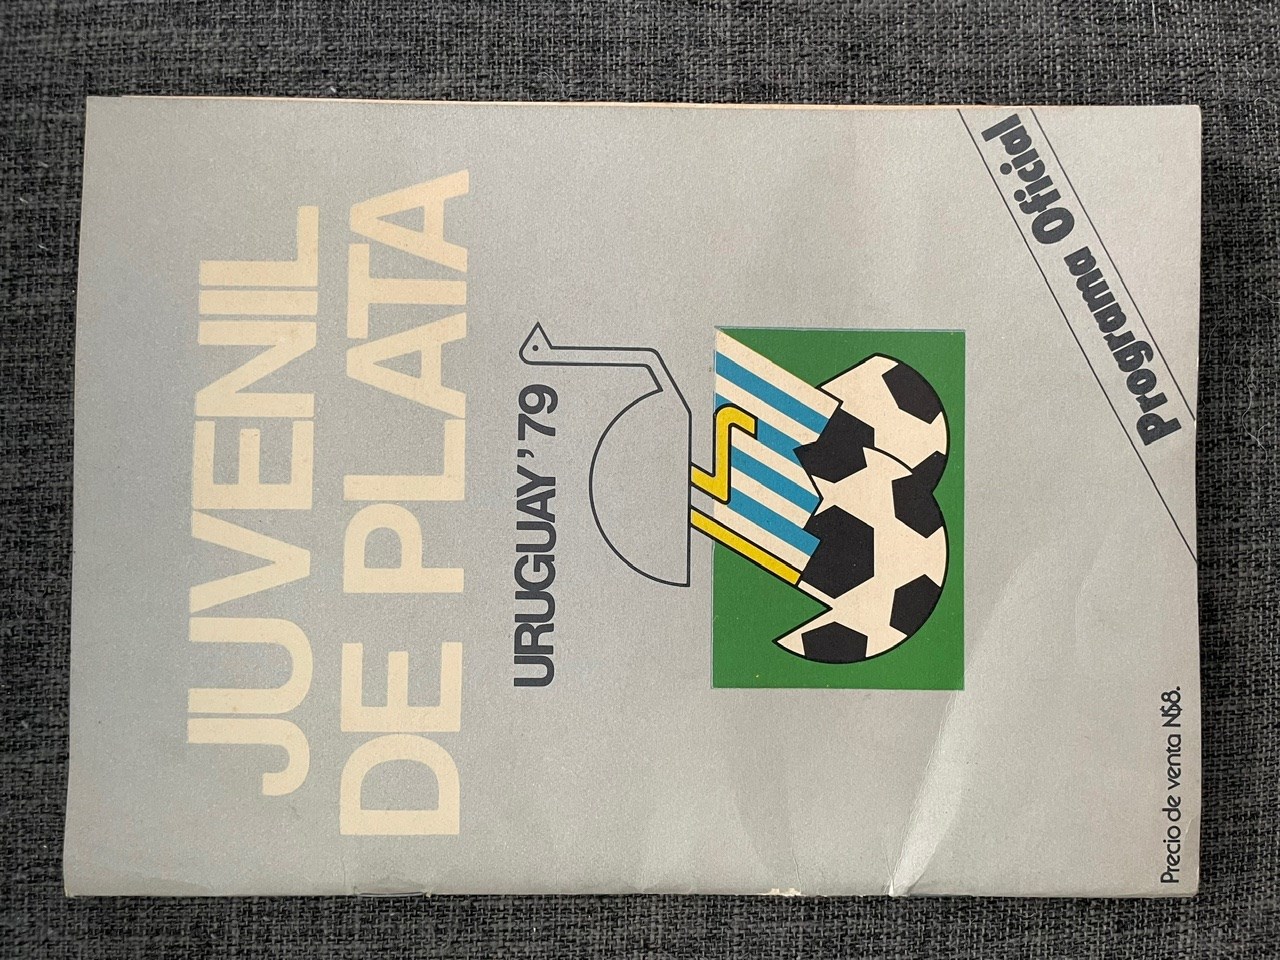 JUVENIL
DE PLATA
URUGUAY '79
Programa Oficial
Precio de venta N$8.